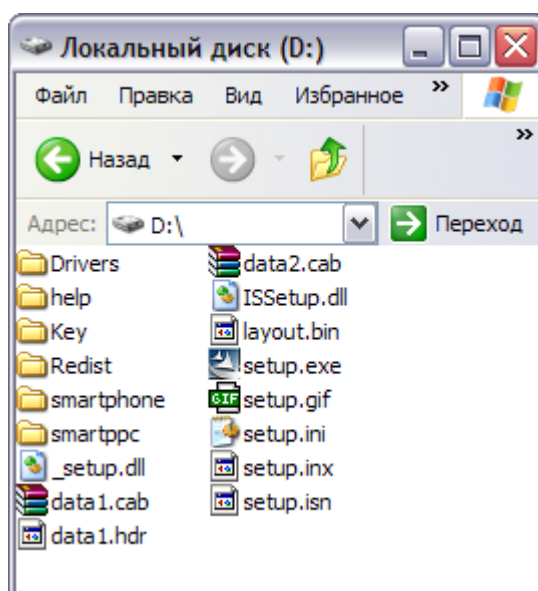 Локальный диск (D:)
Файл Правка Вид Избранное »
Назад »
Адрес: D:\ Переход
Drivers
help
Key
Redist
smartphone
smartppc
_setup.dll
data1.cab
data1.hdr
data2.cab
ISSetup.dll
layout.bin
setup.exe
GIF setup.gif
setup.ini
setup.inx
setup.isn